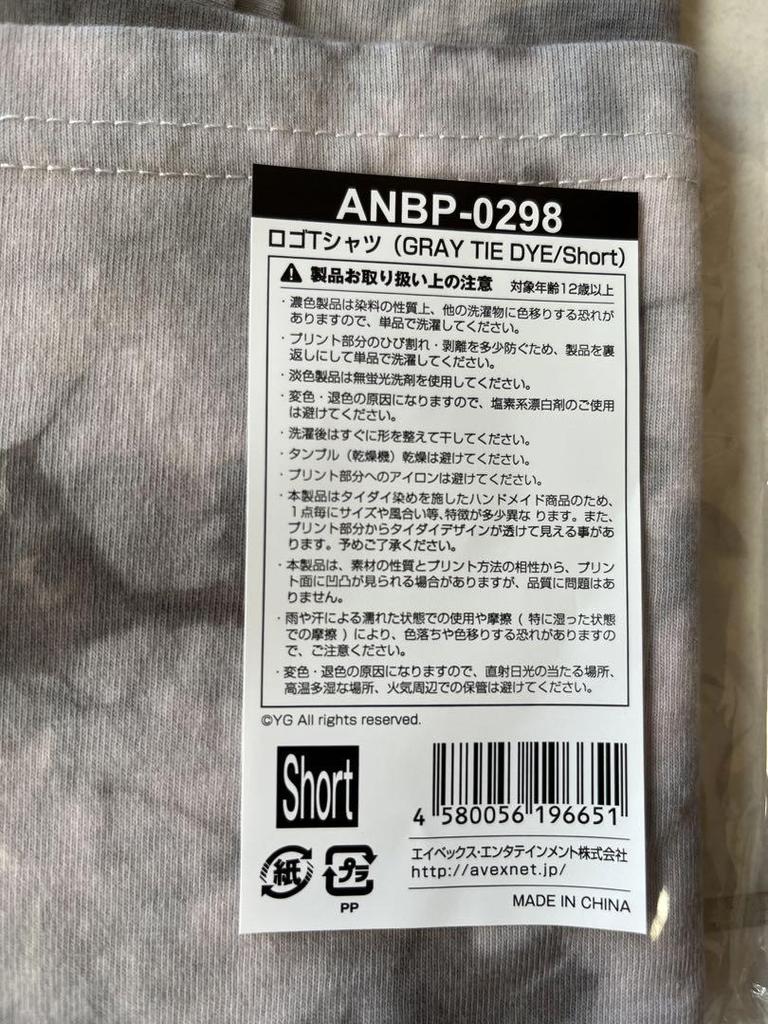 ANBP-0298
ロゴTシャツ（GRAY TIE DYE/Short）
製品お取り扱い上の注意 対象年齢12歳以上
・濃色製品は染料の性質上、他の洗濯物に色移りする恐れが
ありますので、単品で洗濯してください。
・プリント部分のひび割れ・剥離を多少防ぐため、製品を裏
返しにして単品で洗濯してください。
・淡色製品は無蛍光洗剤を使用してください。
・変色・退色の原因になりますので、塩素系漂白剤のご使用
は避けてください。
・洗濯後はすぐに形を整えて干してください。
・タンブル（乾燥機）乾燥は避けてください。
・プリント部分へのアイロンは避けてください。
・本製品はタイダイ染めを施したハンドメイド商品のため、
１点毎にサイズや風合い等、特徴が多少異な ります。また、
プリント部分からタイダイデザインが透けて見える事があ
ります。予めご了承ください。
・本製品は、素材の性質とプリント方法の相性から、プリン
ト面に凹凸が見られる場合がありますが、品質に問題はあ
りません。
・雨や汗による濡れた状態での使用や摩擦 ( 特に湿った状態
での摩擦 ) により、色落ちや色移りする恐れがありますの
で、ご注意ください。
・変色・退色の原因になりますので、直射日光の当たる場所、
高温多湿な場所、火気周辺での保管は避けてください。
©YG All rights reserved.
Short
4 580056 196651
紙 プラ
PP
エイベックス・エンタテインメント株式会社
http://avexnet.jp/
MADE IN CHINA